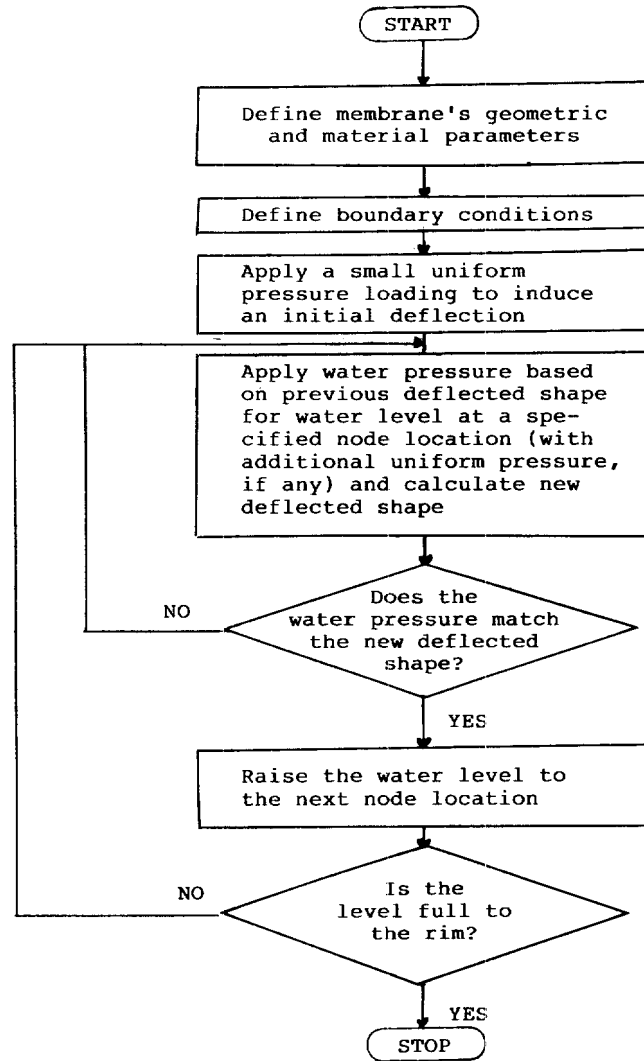 START
Define membrane's geometric
and material parameters
Define boundary conditions
Apply a small uniform
pressure loading to induce
an initial deflection
Apply water pressure based
on previous deflected shape
for water level at a spe-
cified node location (with
additional uniform pressure,
if any) and calculate new
deflected shape
Does the
water pressure match
the new deflected
shape?
NO
YES
Raise the water level to
the next node location
Is the
level full to
the rim?
NO
YES
STOP